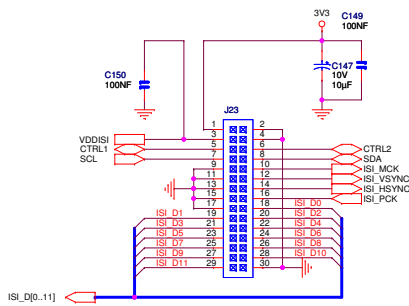 3V3
C149
100NF
C150
100NF
C147
10V
10µF
J23
1 2
3 4
VDDISI
CTRL1 5 6 CTRL2
SCL 7 8 SDA
9 10 ISI_MCK
11 12 ISI_VSYNC
13 14 ISI_HSYNC
15 16 ISI_PCK
17 18 ISI_D0
ISI_D1 19 20 ISI_D2
ISI_D3 21 22 ISI_D4
ISI_D5 23 24 ISI_D6
ISI_D7 25 26 ISI_D8
ISI_D9 27 28 ISI_D10
ISI_D11 29 30
ISI_D[0..11]